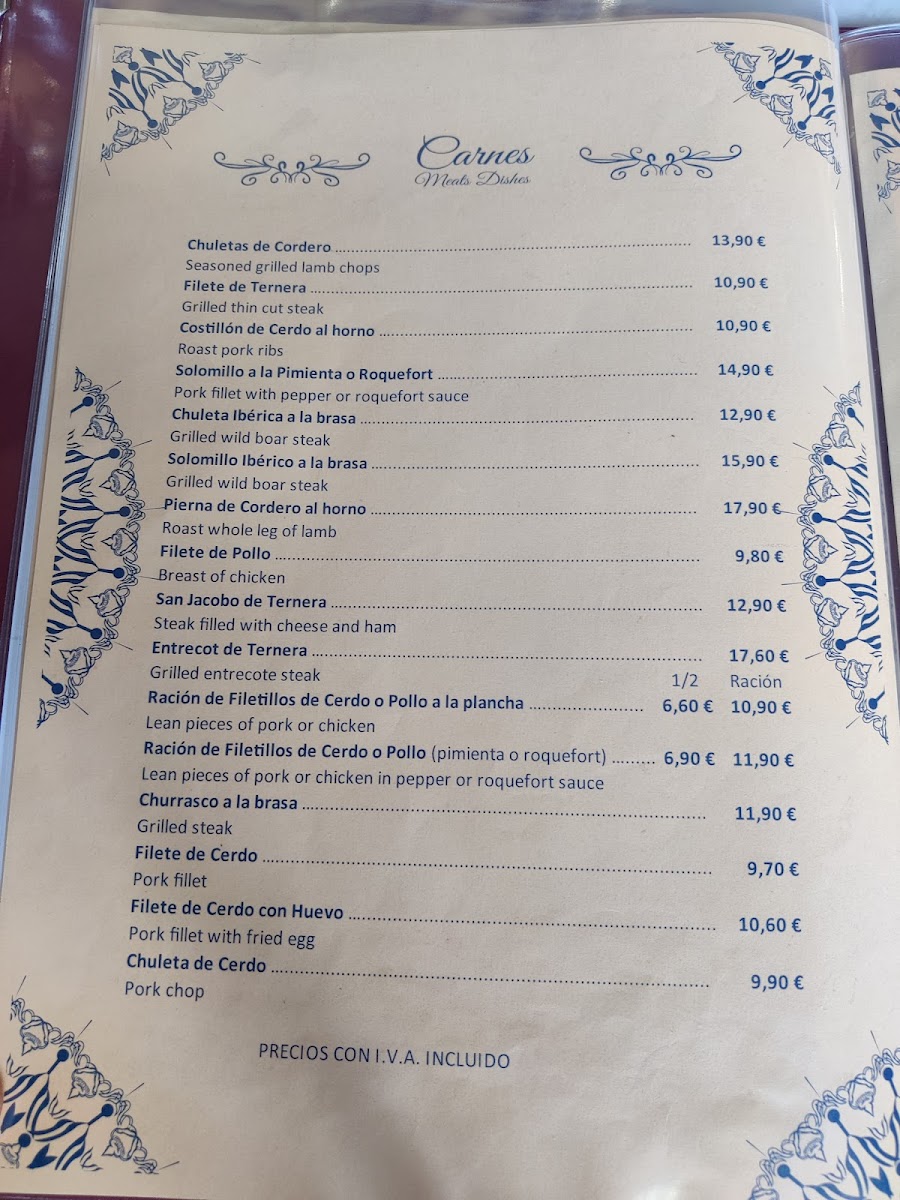 Carnes
Meats Dishes
Chuletas de Cordero ........ 13,90 €
Seasoned grilled lamb chops
Filete de Ternera ........ 10,90 €
Grilled thin cut steak
Costillón de Cerdo al horno ........ 10,90 €
Roast pork ribs
Solomillo a la Pimienta o Roquefort ........ 14,90 €
Pork fillet with pepper or roquefort sauce
Chuleta Ibérica a la brasa ........ 12,90 €
Grilled wild boar steak
Solomillo Ibérico a la brasa ........ 15,90 €
Grilled wild boar steak
Pierna de Cordero al horno ........ 17,90 €
Roast whole leg of lamb
Filete de Pollo ........ 9,80 €
Breast of chicken
San Jacobo de Ternera ........ 12,90 €
Steak filled with cheese and ham
Entrecot de Ternera ........ 17,60 €
Grilled entrecote steak 1/2 Ración
Ración de Filetillos de Cerdo o Pollo a la plancha ........ 6,60 € 10,90 €
Lean pieces of pork or chicken
Ración de Filetillos de Cerdo o Pollo (pimienta o roquefort) ........ 6,90 € 11,90 €
Lean pieces of pork or chicken in pepper or roquefort sauce
Churrasco a la brasa ........ 11,90 €
Grilled steak
Filete de Cerdo ........ 9,70 €
Pork fillet
Filete de Cerdo con Huevo ........ 10,60 €
Pork fillet with fried egg
Chuleta de Cerdo ........ 9,90 €
Pork chop
PRECIOS CON I.V.A. INCLUIDO